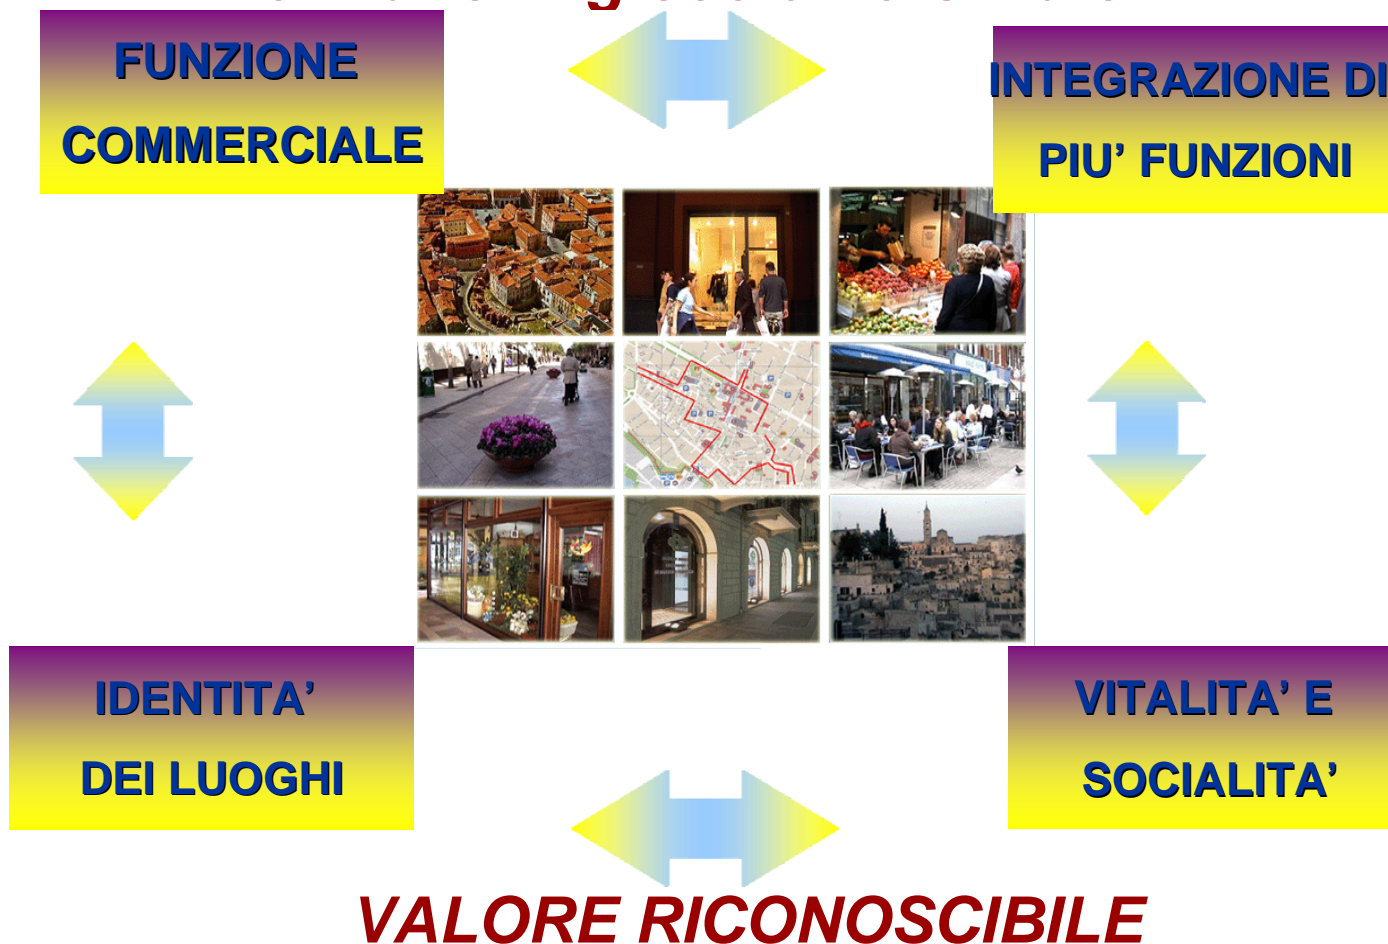 FUNZIONE
COMMERCIALE
INTEGRAZIONE DI
PIU’ FUNZIONI
IDENTITA’
DEI LUOGHI
VITALITA’ E
SOCIALITA’
VALORE RICONOSCIBILE